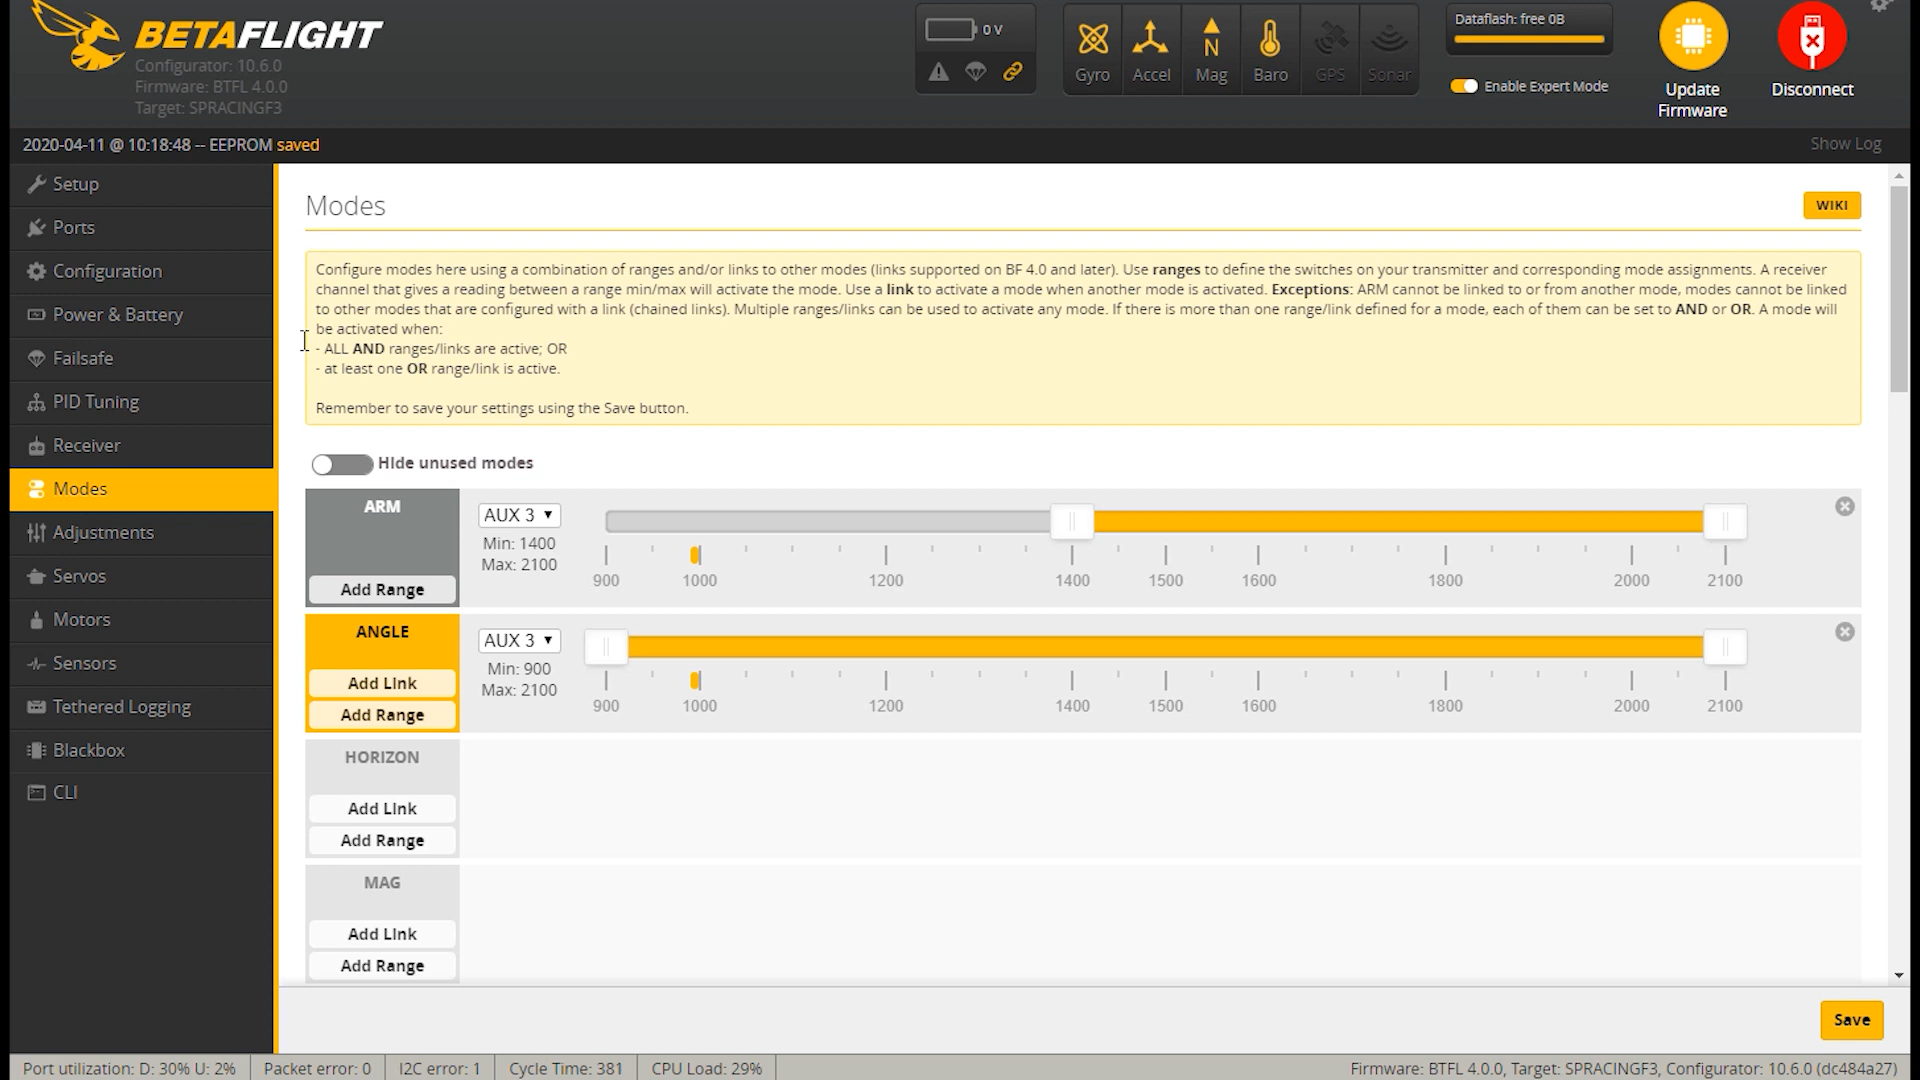 BETAFLIGHT
Configurator: 10.6.0
Firmware: BTFL 4.0.0
Target: SPRACINGF3
0 V
Gyro
Accel
N
Mag
Baro
GPS
Sonar
Dataflash: free 0B
Enable Expert Mode
Update
Firmware
Disconnect
2020-04-11 @ 10:18:48 -- EEPROM saved
Show Log
Setup
Ports
Configuration
Power & Battery
Failsafe
PID Tuning
Receiver
Modes
Adjustments
Servos
Motors
Sensors
Tethered Logging
Blackbox
CLI
Modes
WIKI
Configure modes here using a combination of ranges and/or links to other modes (links supported on BF 4.0 and later). Use ranges to define the switches on your transmitter and corresponding mode assignments. A receiver
channel that gives a reading between a range min/max will activate the mode. Use a link to activate a mode when another mode is activated. Exceptions: ARM cannot be linked to or from another mode, modes cannot be linked
to other modes that are configured with a link (chained links). Multiple ranges/links can be used to activate any mode. If there is more than one range/link defined for a mode, each of them can be set to AND or OR. A mode will
be activated when:
- ALL AND ranges/links are active; OR
- at least one OR range/link is active.
Remember to save your settings using the Save button.
Hide unused modes
ARM
Add Range
AUX 3
Min: 1400
Max: 2100
900 1000 1200 1400 1500 1600 1800 2000 2100
ANGLE
Add Link
Add Range
AUX 3
Min: 900
Max: 2100
900 1000 1200 1400 1500 1600 1800 2000 2100
HORIZON
Add Link
Add Range
MAG
Add Link
Add Range
Save
Port utilization: D: 30% U: 2% Packet error: 0 I2C error: 1 Cycle Time: 381 CPU Load: 29% Firmware: BTFL 4.0.0, Target: SPRACINGF3, Configurator: 10.6.0 (dc484a27)